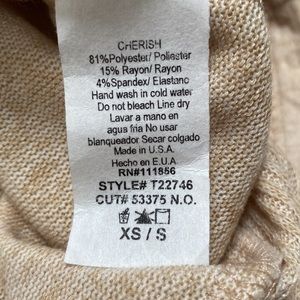 CHERISH
81%Polyester/ Poliester
15% Rayon/ Rayon
4%Spandex/ Elastic
Hand wash in cold water
Do not bleach Line dry
Lavar a mano en
agua fria No usar
blanqueador Secar colgado
Made in U.S.A.
Hecho en E.U.A
RN#111856
STYLE# T22746
CUT# 53375 N.O.
XS / S